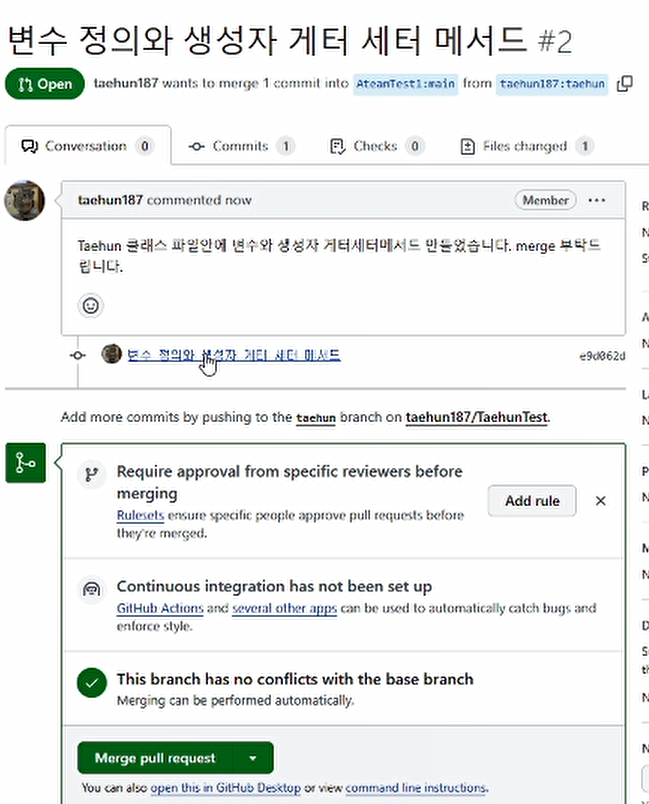 변수 정의와 생성자 게터 세터 메서드 #2
Open taehun187 wants to merge 1 commit into AteamTest1:main from taehun187:taehun
Conversation 0 Commits 1 Checks 0 Files changed 1
taehun187 commented now Member
Taehun 클래스 파일안에 변수와 생성자 게터세터메서드 만들었습니다. merge 부탁드
립니다.
변수 정의와 생성자 게터 세터 메서드 e9d062d
Add more commits by pushing to the taehun branch on taehun187/TaehunTest.
Require approval from specific reviewers before
merging
Add rule
Rulesets ensure specific people approve pull requests before
they're merged.
Continuous integration has not been set up
GitHub Actions and several other apps can be used to automatically catch bugs and
enforce style.
This branch has no conflicts with the base branch
Merging can be performed automatically.
Merge pull request
You can also open this in GitHub Desktop or view command line instructions.